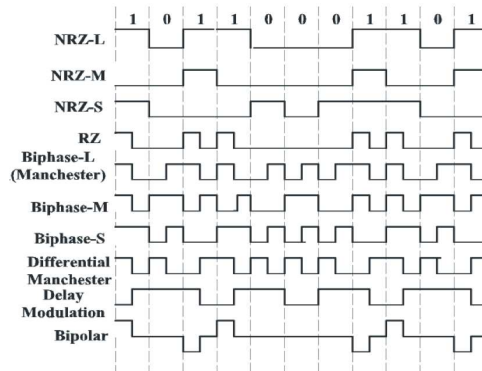 1 0 1 1 0 0 0 1 1 0 1
NRZ-L
NRZ-M
NRZ-S
RZ
Biphase-L
(Manchester)
Biphase-M
Biphase-S
Differential
Manchester
Delay
Modulation
Bipolar